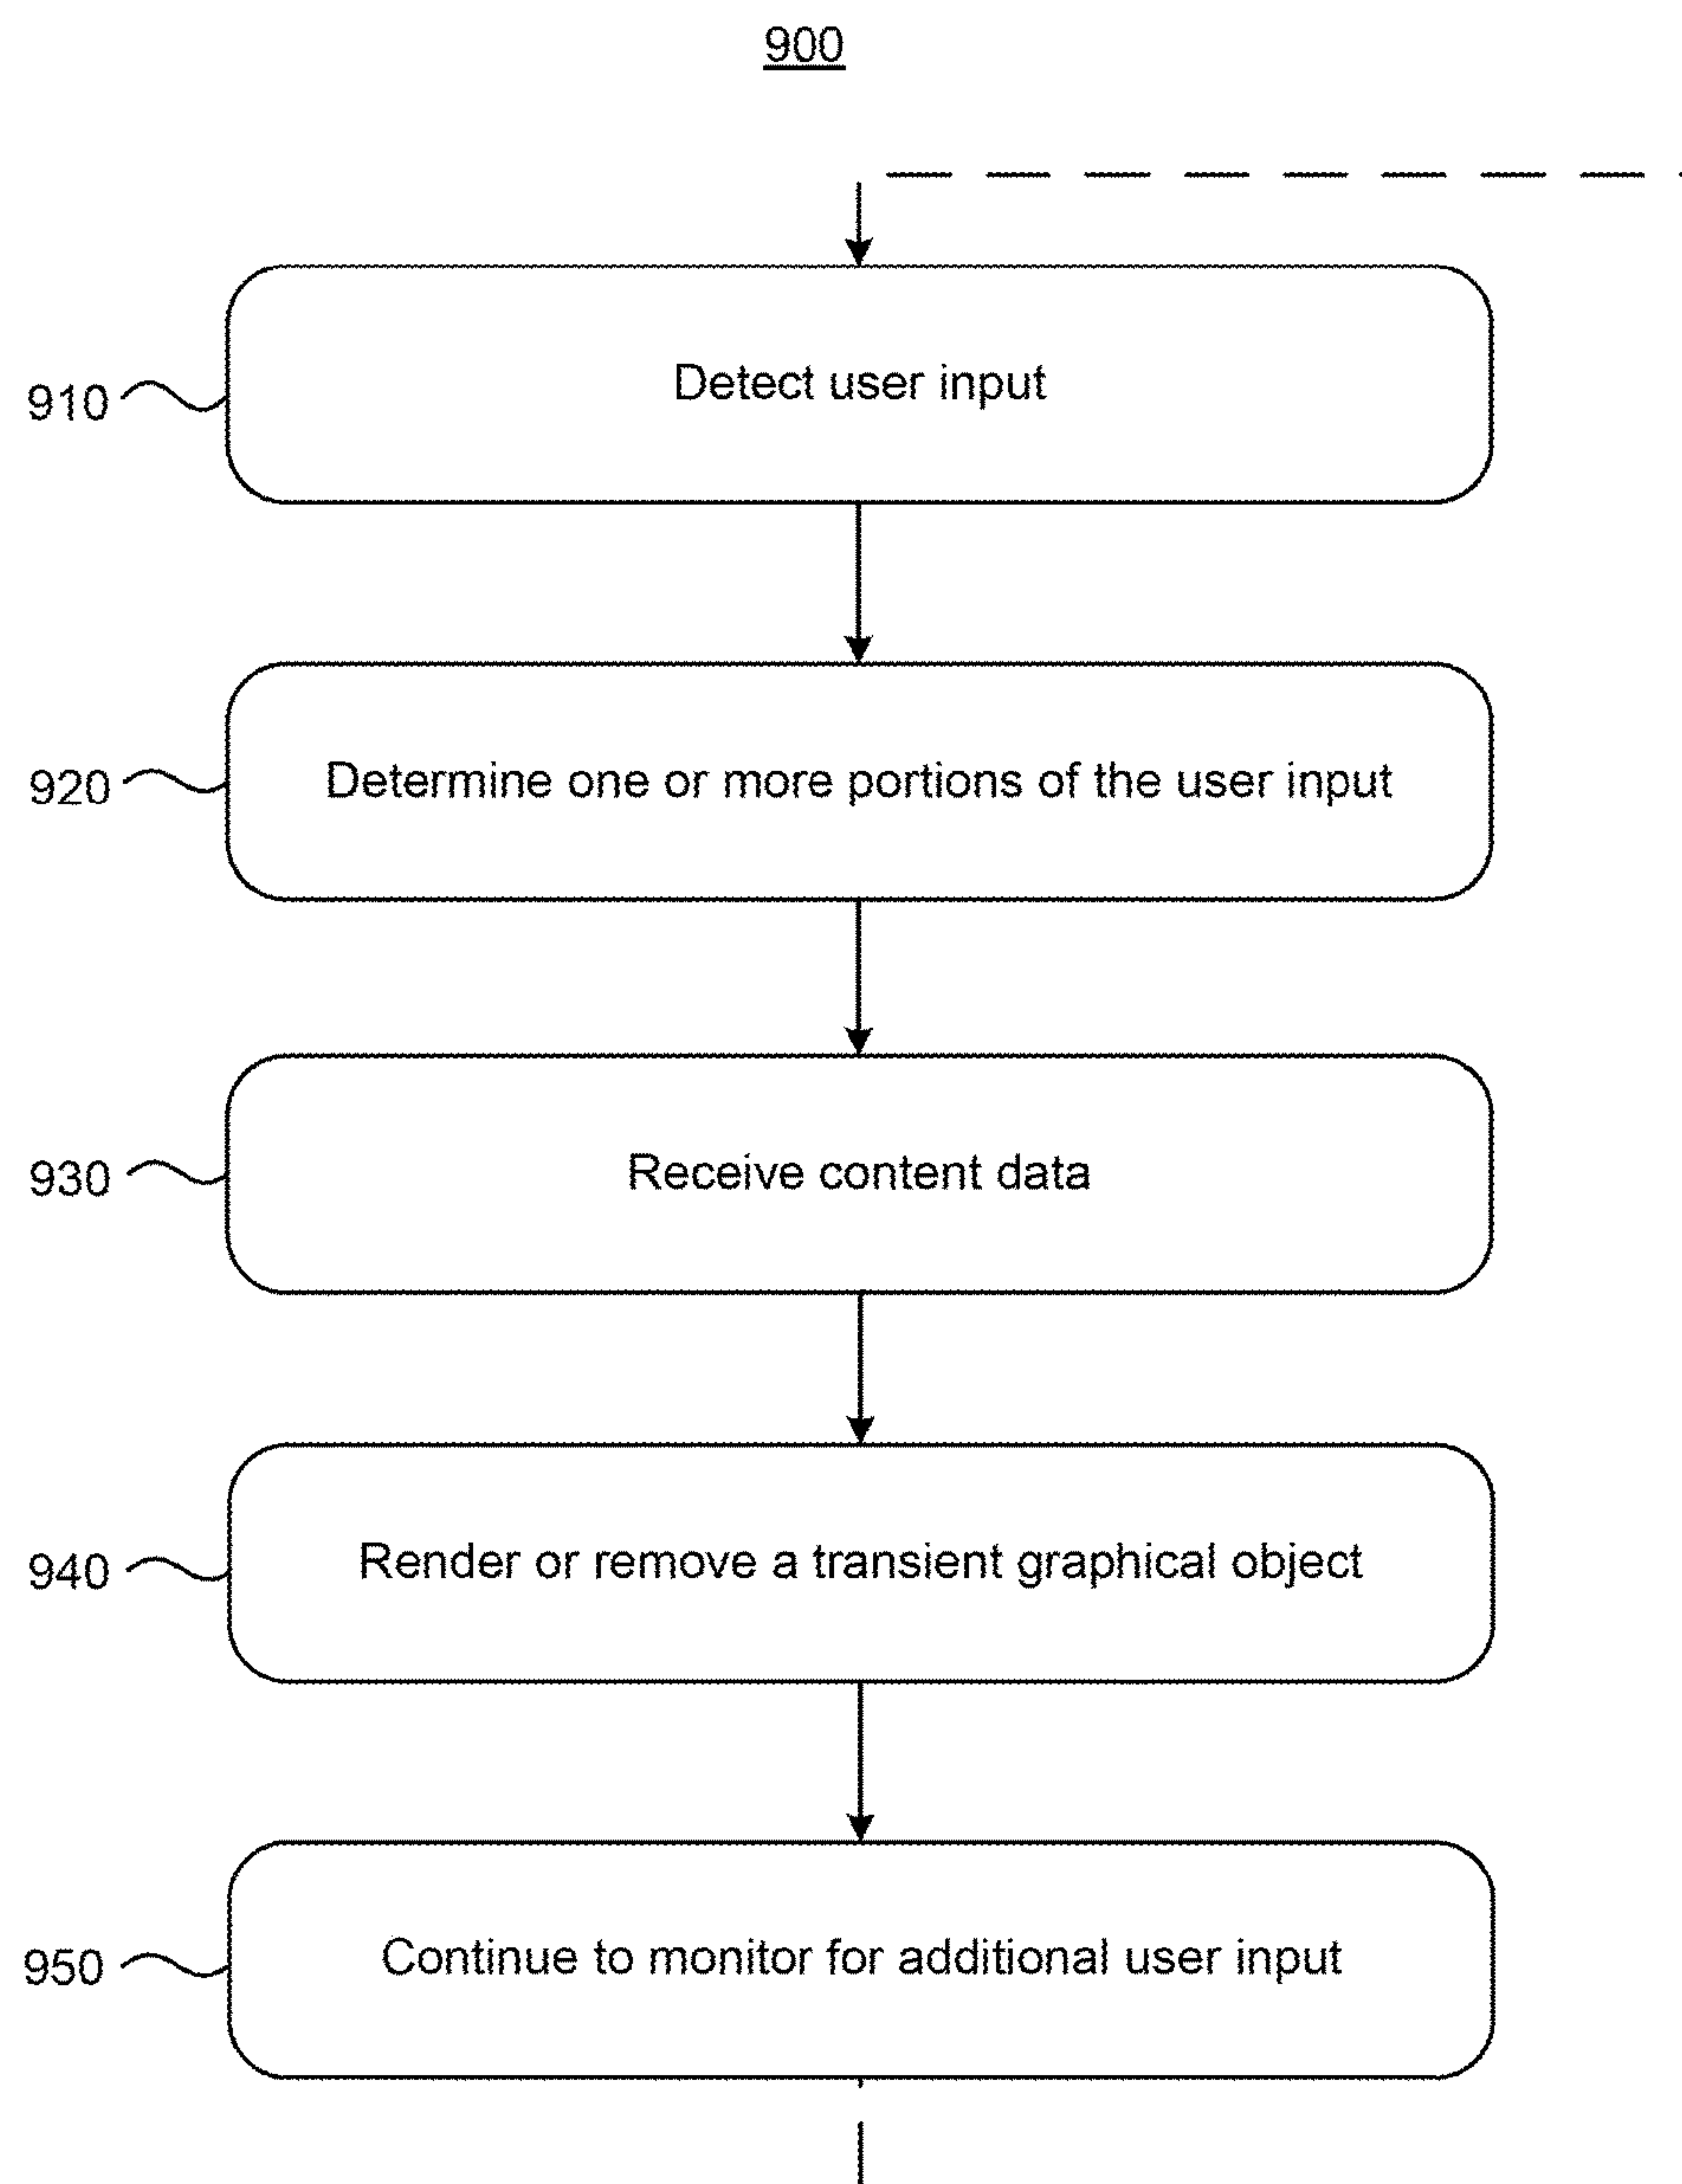 900
910
Detect user input
920
Determine one or more portions of the user input
930
Receive content data
940
Render or remove a transient graphical object
950
Continue to monitor for additional user input